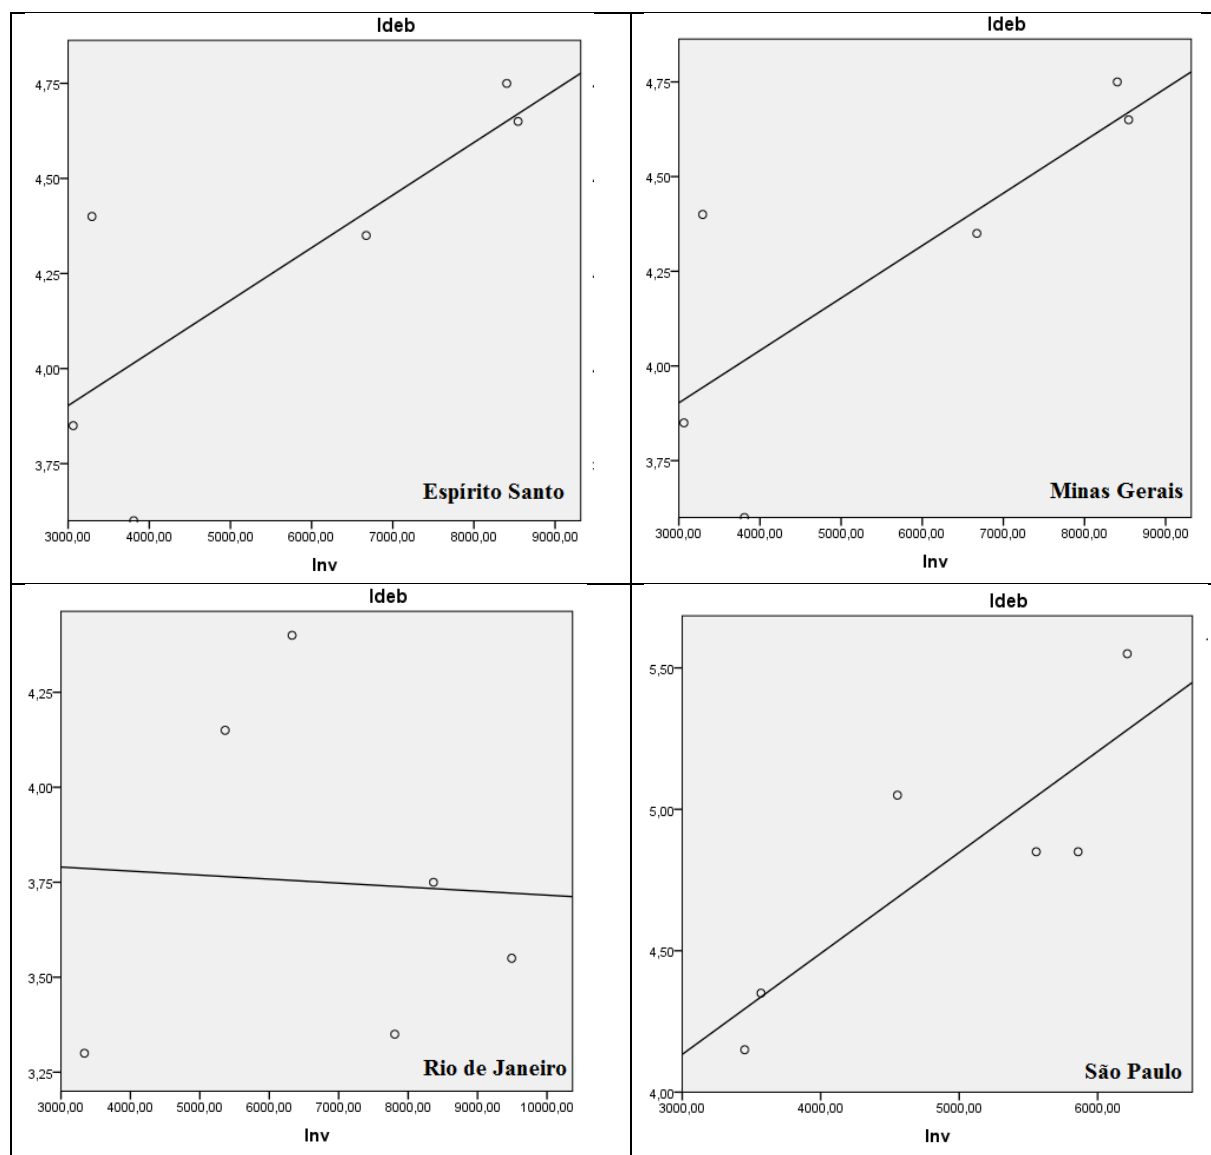 Ideb
4,75
4,50
4,25
4,00
3,75
Espírito Santo
3000,00 4000,00 5000,00 6000,00 7000,00 8000,00 9000,00
Inv
Ideb
4,75
4,50
4,25
4,00
3,75
Minas Gerais
3000,00 4000,00 5000,00 6000,00 7000,00 8000,00 9000,00
Inv
Ideb
4,25
4,00
3,75
3,50
3,25
Rio de Janeiro
3000,00 4000,00 5000,00 6000,00 7000,00 8000,00 9000,00 10000,00
Inv
Ideb
5,50
5,00
4,50
4,00
São Paulo
3000,00 4000,00 5000,00 6000,00
Inv